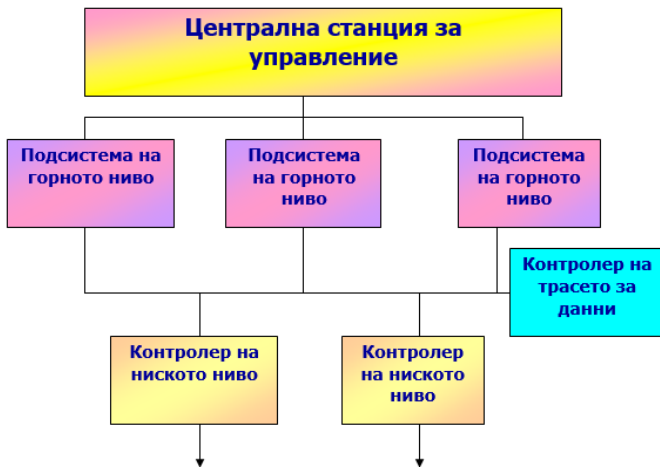 Централна станция за
управление
Подсистема на
горното ниво
Подсистема
на горното
ниво
Подсистема
на горното
ниво
Контролер на
трасето за
данни
Контролер на
ниското ниво
Контролер
на ниското
ниво